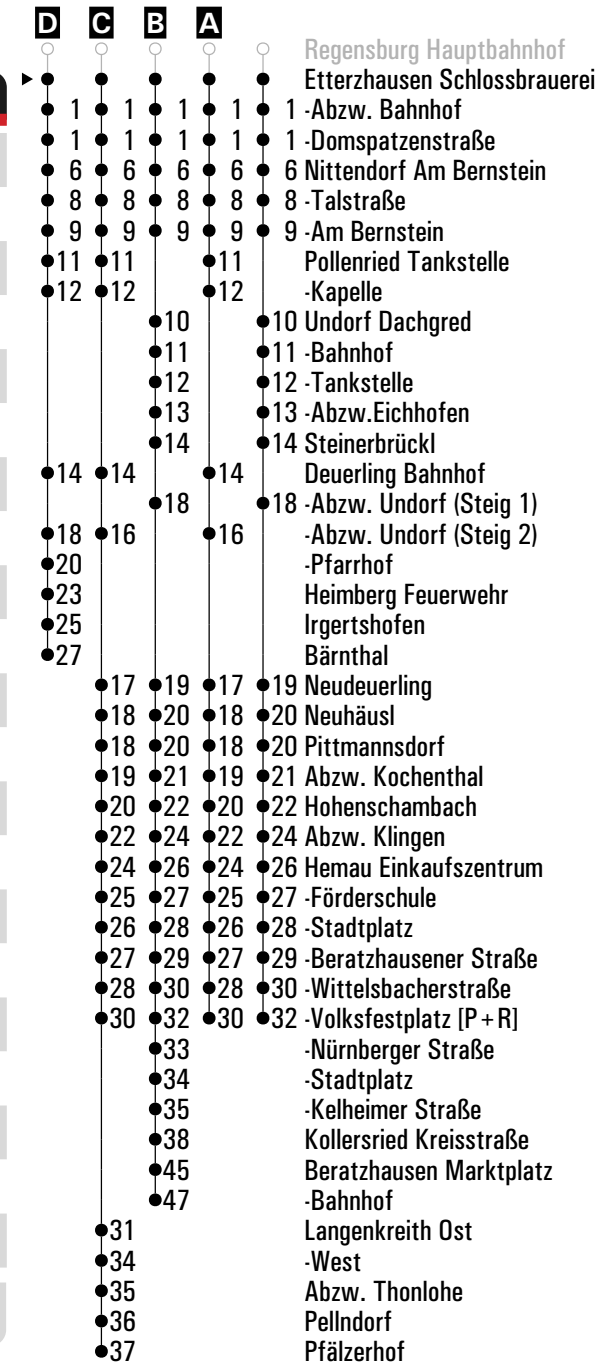 D C B A
Regensburg Hauptbahnhof
Etterzhausen Schlossbrauerei
1 1 1 1 1 -Abzw. Bahnhof
1 1 1 1 1 -Domspatzenstraße
6 6 6 6 6 Nittendorf Am Bernstein
8 8 8 8 8 -Talstraße
9 9 9 9 9 -Am Bernstein
11 11 11 Pollenried Tankstelle
12 12 12 -Kapelle
10 10 Undorf Dachgred
11 11 -Bahnhof
12 12 -Tankstelle
13 13 -Abzw.Eichhofen
14 14 Steinerbrückl
14 14 14 Deuerling Bahnhof
18 18 -Abzw. Undorf (Steig 1)
18 16 16 -Abzw. Undorf (Steig 2)
20 -Pfarrhof
23 Heimberg Feuerwehr
25 Irgertshofen
27 Bärnthal
17 19 17 19 Neudeuerling
18 20 18 20 Neuhäusl
18 20 18 20 Pittmannsdorf
19 21 19 21 Abzw. Kochenthal
20 22 20 22 Hohenschambach
22 24 22 24 Abzw. Klingen
24 26 24 26 Hemau Einkaufszentrum
25 27 25 27 -Förderschule
26 28 26 28 -Stadtplatz
27 29 27 29 -Beratzhausener Straße
28 30 28 30 -Wittelsbacherstraße
30 32 30 32 -Volksfestplatz [P+R]
33 -Nürnberger Straße
34 -Stadtplatz
35 -Kelheimer Straße
38 Kollersried Kreisstraße
45 Beratzhausen Marktplatz
47 -Bahnhof
31 Langenkreith Ost
34 -West
35 Abzw. Thonlohe
36 Pellndorf
37 Pfälzerhof